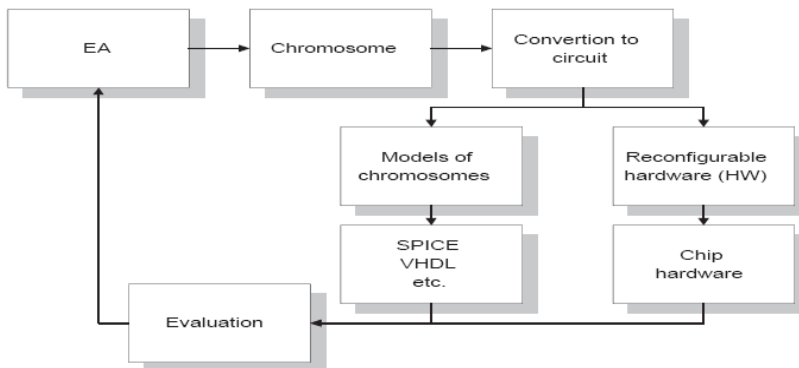 EA
Chromosome
Convertion to
circuit
Models of
chromosomes
Reconfigurable
hardware (HW)
SPICE
VHDL
etc.
Chip
hardware
Evaluation